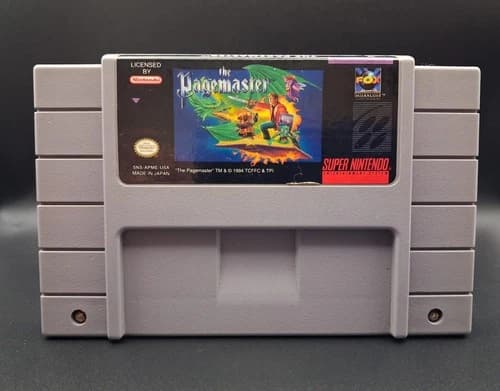 LICENSED
BY
Nintendo
the
Pagemaster
FOX
INTERACTIVE
TM
SNS-APME-USA
MADE IN JAPAN
"The Pagemaster" TM & © 1994 TCFFC & TPI
SUPER NINTENDO
ENTERTAINMENT SYSTEM